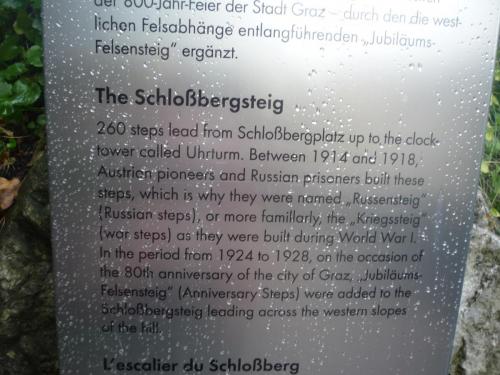 der 800-Jahr-Feier der Stadt Graz – durch den die west-
lichen Felsabhänge entlangführenden „Jubiläums-
Felsensteig“ ergänzt.
The Schloßbergsteig
260 steps lead from Schloßbergplatz up to the clock-
tower called Uhrturm. Between 1914 and 1918,
Austrian pioneers and Russian prisoners built these
steps, which is why they were named „Russensteig“
(Russian steps), or more famillarly, the „Kriegssteig“
(war steps) as they were built during World War I.
In the period from 1924 to 1928, on the occasion of
the 80th anniversary of the city of Graz, „Jubiläums-
Felsensteig“ (Anniversary Steps) were added to the
Schloßbergsteig leading across the western slopes
of the hill.
L'escalier du Schloßberg